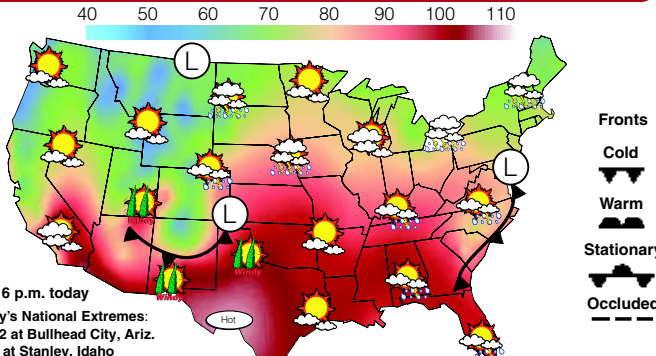 40 50 60 70 80 90 100 110
L
L
L
Windy
Windy
Hot
Fronts
Cold
Warm
Stationary
Occluded
6 p.m. today
y's National Extremes:
2 at Bullhead City, Ariz.
at Stanley, Idaho